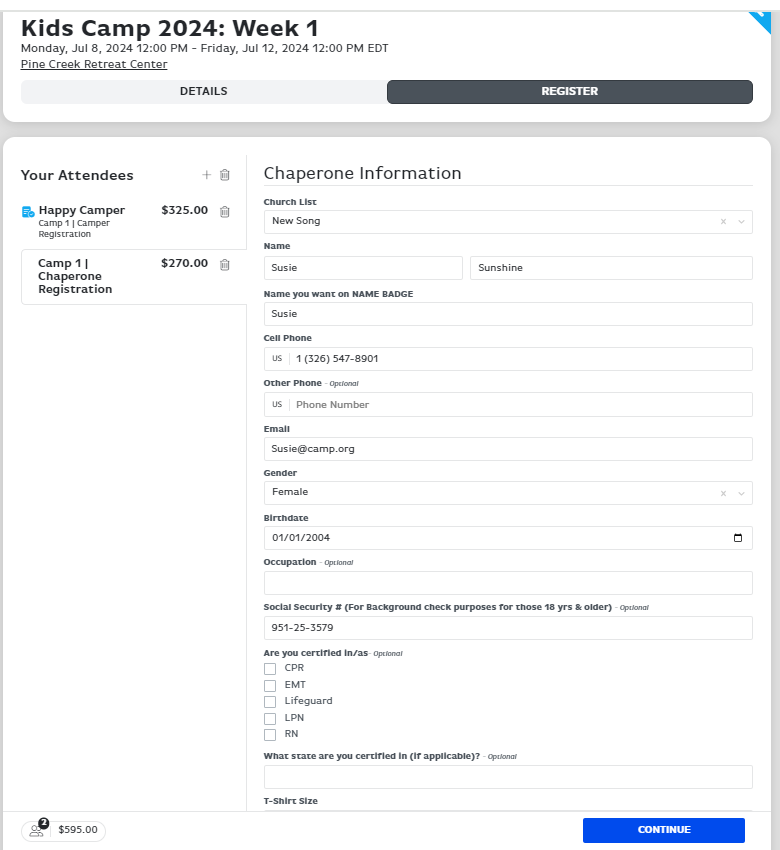 Kids Camp 2024: Week 1
Monday, Jul 8, 2024 12:00 PM - Friday, Jul 12, 2024 12:00 PM EDT
Pine Creek Retreat Center
DETAILS
REGISTER
Your Attendees
Happy Camper $325.00
Camp 1 | Camper
Registration
Camp 1 | $270.00
Chaperone
Registration
Chaperone Information
Church List
New Song
Name
Susie Sunshine
Name you want on NAME BADGE
Susie
Cell Phone
US 1 (326) 547-8901
Other Phone - Optional
US Phone Number
Email
Susie@camp.org
Gender
Female
Birthdate
01/01/2004
Occupation - Optional
Social Security # (For Background check purposes for those 18 yrs & older) - Optional
951-25-3579
Are you certified in/as- Optional
CPR
EMT
Lifeguard
LPN
RN
What state are you certified in (if applicable)? - Optional
T-Shirt Size
2 $595.00
CONTINUE